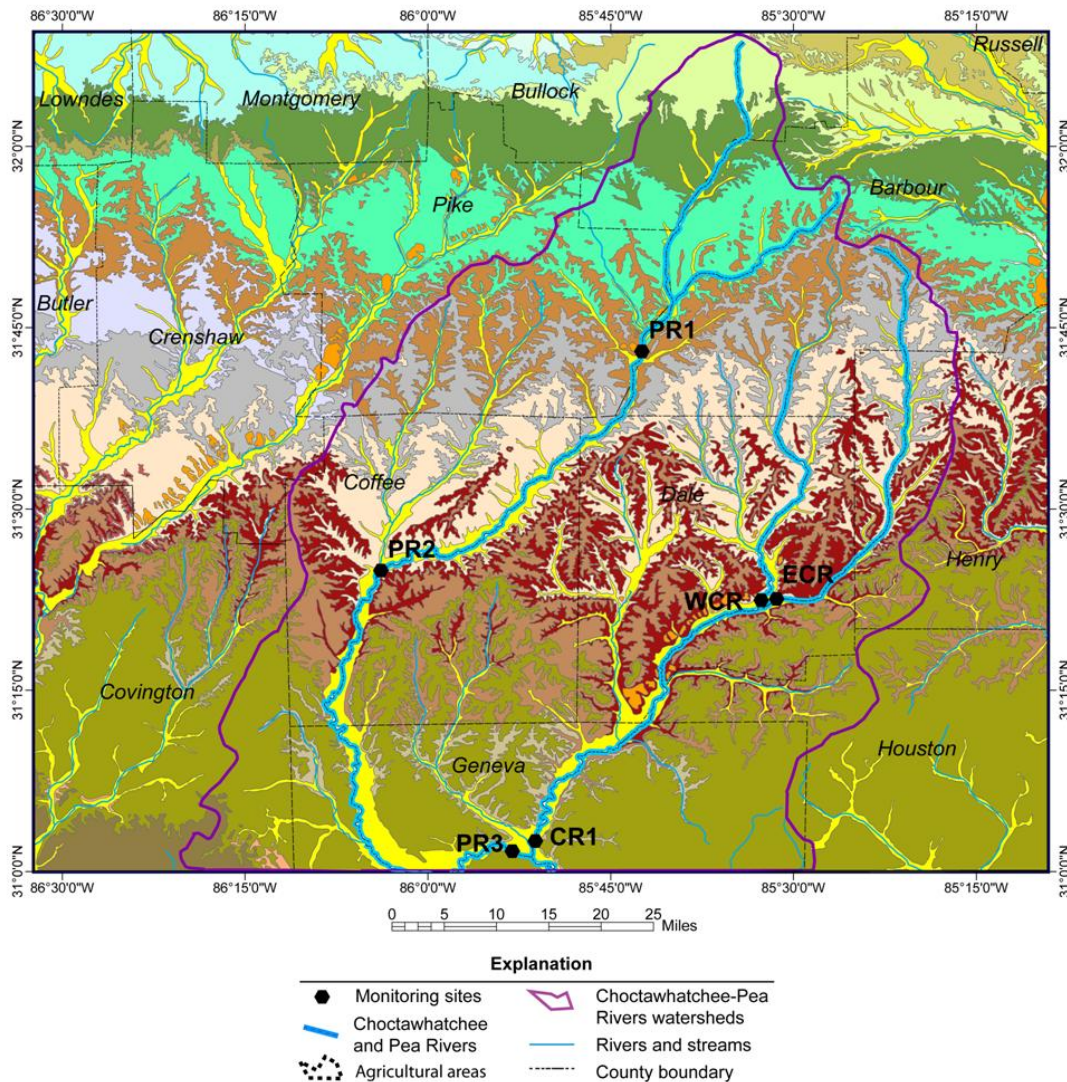 86°30'0"W 86°15'0"W 86°0'0"W 85°45'0"W 85°30'0"W 85°15'0"W
Russell
Lowndes Montgomery Bullock
32°0'0"N 32°0'0"N
Barbour
Pike
31°45'0"N 31°45'0"N
Butler
Crenshaw
PR1
Coffee
Dale
31°30'0"N 31°30'0"N
PR2
Henry
ECR
WCR
Covington
31°15'0"N 31°15'0"N
Houston
Geneva
PR3 CR1
31°0'0"N 31°0'0"N
86°30'0"W 86°15'0"W 86°0'0"W 85°45'0"W 85°30'0"W 85°15'0"W
0 5 10 15 20 25
Miles
Explanation
Monitoring sites
Choctawhatchee
and Pea Rivers
Agricultural areas
Choctawhatchee-Pea
Rivers watersheds
Rivers and streams
County boundary